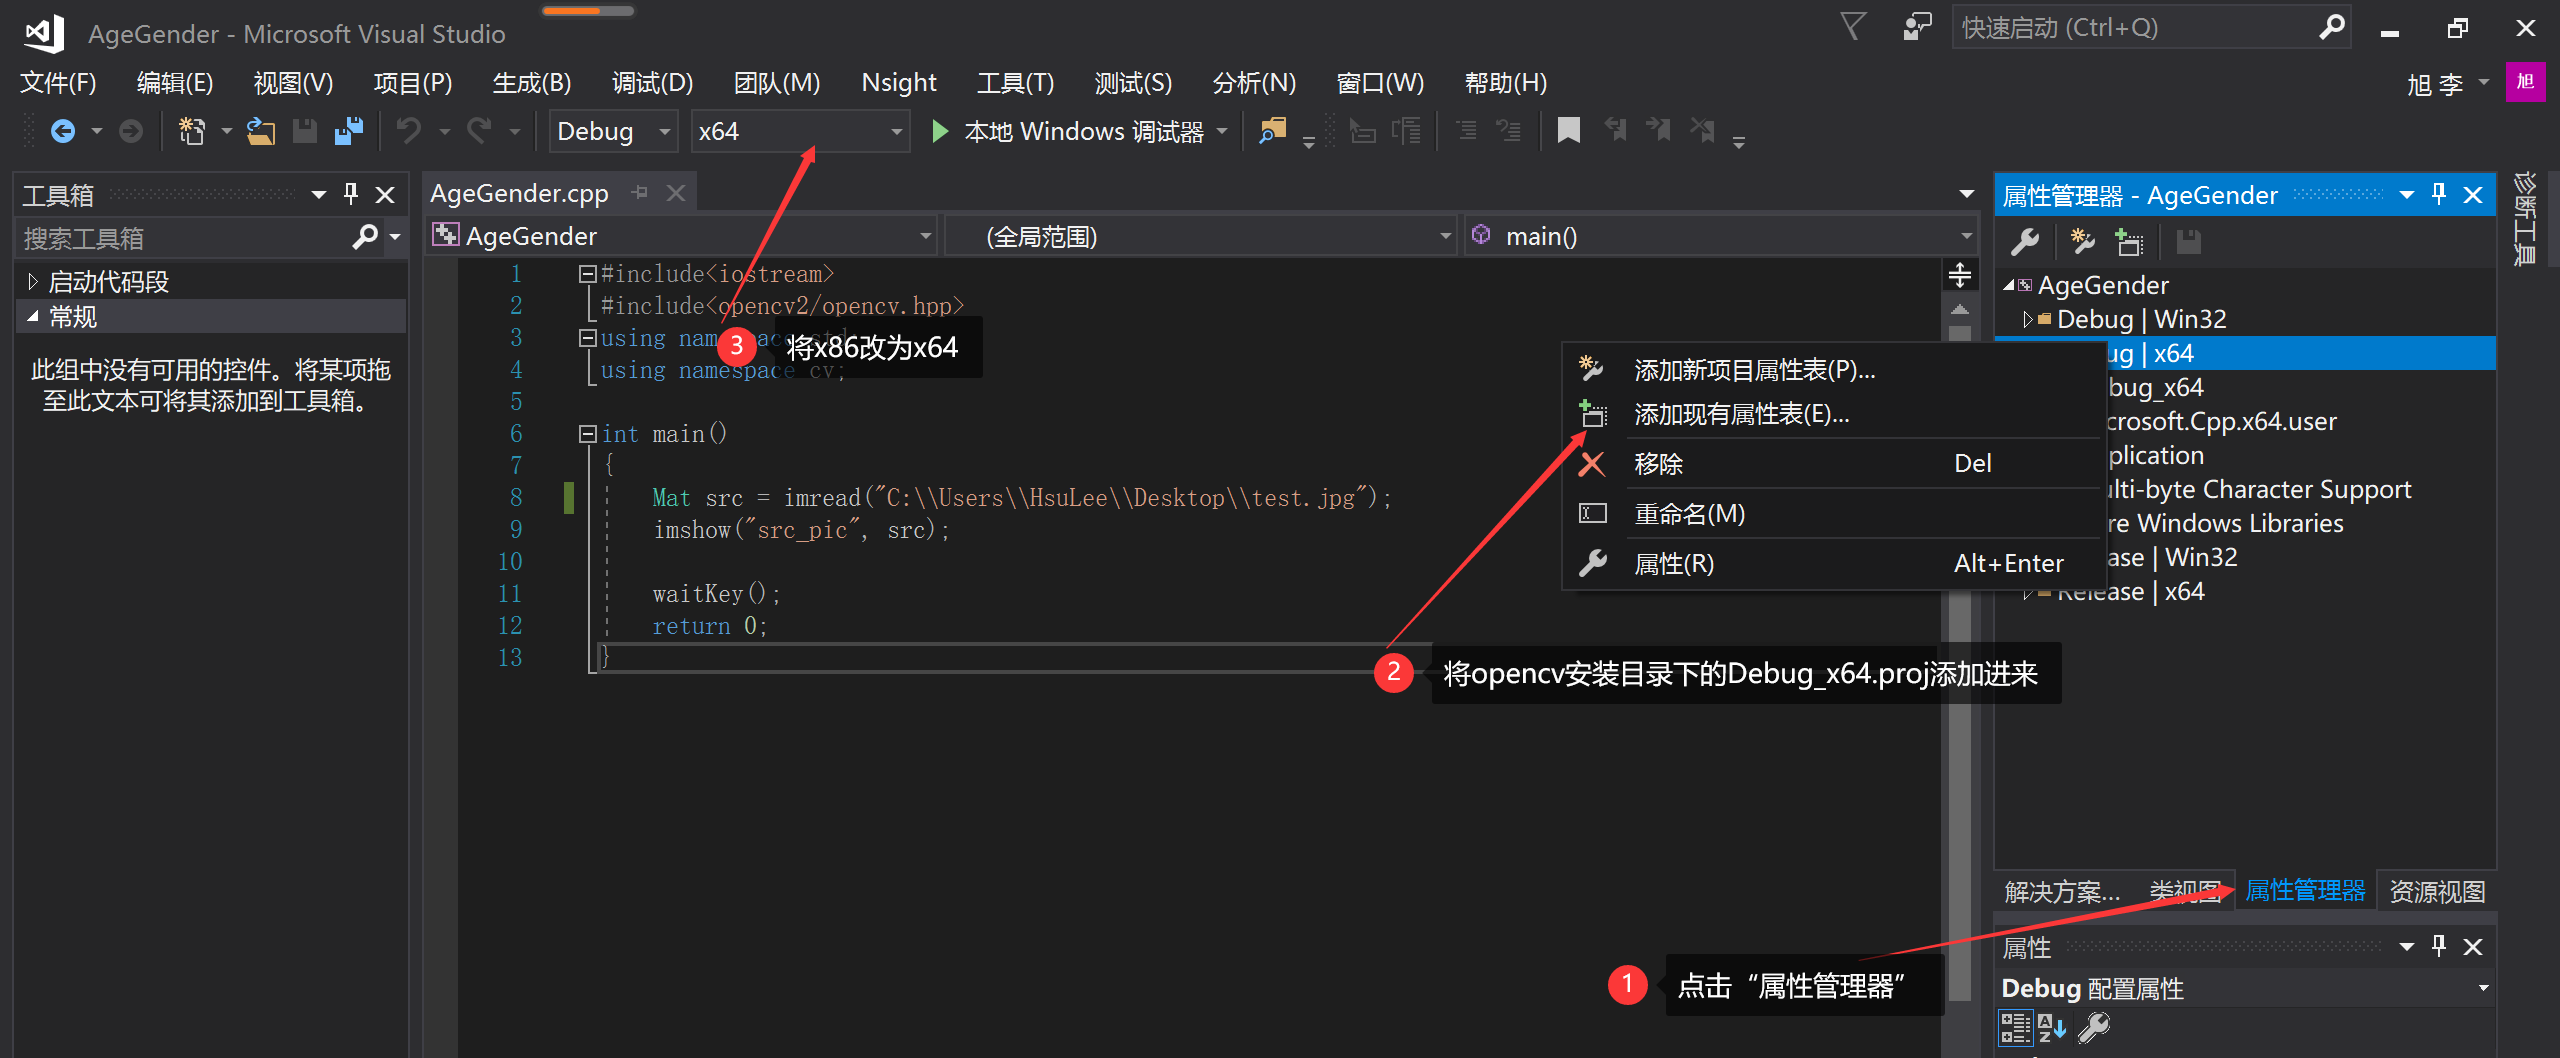 AgeGender - Microsoft Visual Studio
快速启动 (Ctrl+Q)
文件(F) 编辑(E) 视图(V) 项目(P) 生成(B) 调试(D) 团队(M) Nsight 工具(T) 测试(S) 分析(N) 窗口(W) 帮助(H)
旭 李
旭
Debug
x64
本地 Windows 调试器
工具箱
搜索工具箱
启动代码段
常规
此组中没有可用的控件。将某项拖
至此文本可将其添加到工具箱。
AgeGender.cpp
AgeGender
(全局范围)
main()
1 #include<iostream>
2 #include<opencv2/opencv.hpp>
3 using namespace std;
4 using namespace cv;
5
6 int main()
7 {
8 Mat src = imread("C:\\Users\\HsuLee\\Desktop\\test.jpg");
9 imshow("src_pic", src);
10
11 waitKey();
12 return 0;
13 }
3 将x86改为x64
添加新项目属性表(P)...
添加现有属性表(E)...
移除 Del
重命名(M)
属性(R) Alt+Enter
2 将opencv安装目录下的Debug_x64.proj添加进来
1 点击“属性管理器”
属性管理器 - AgeGender
AgeGender
Debug | Win32
ug | x64
bug_x64
crosoft.Cpp.x64.user
plication
lti-byte Character Support
re Windows Libraries
ase | Win32
Release | x64
诊断工具
解决方案... 类视图 属性管理器 资源视图
属性
Debug 配置属性